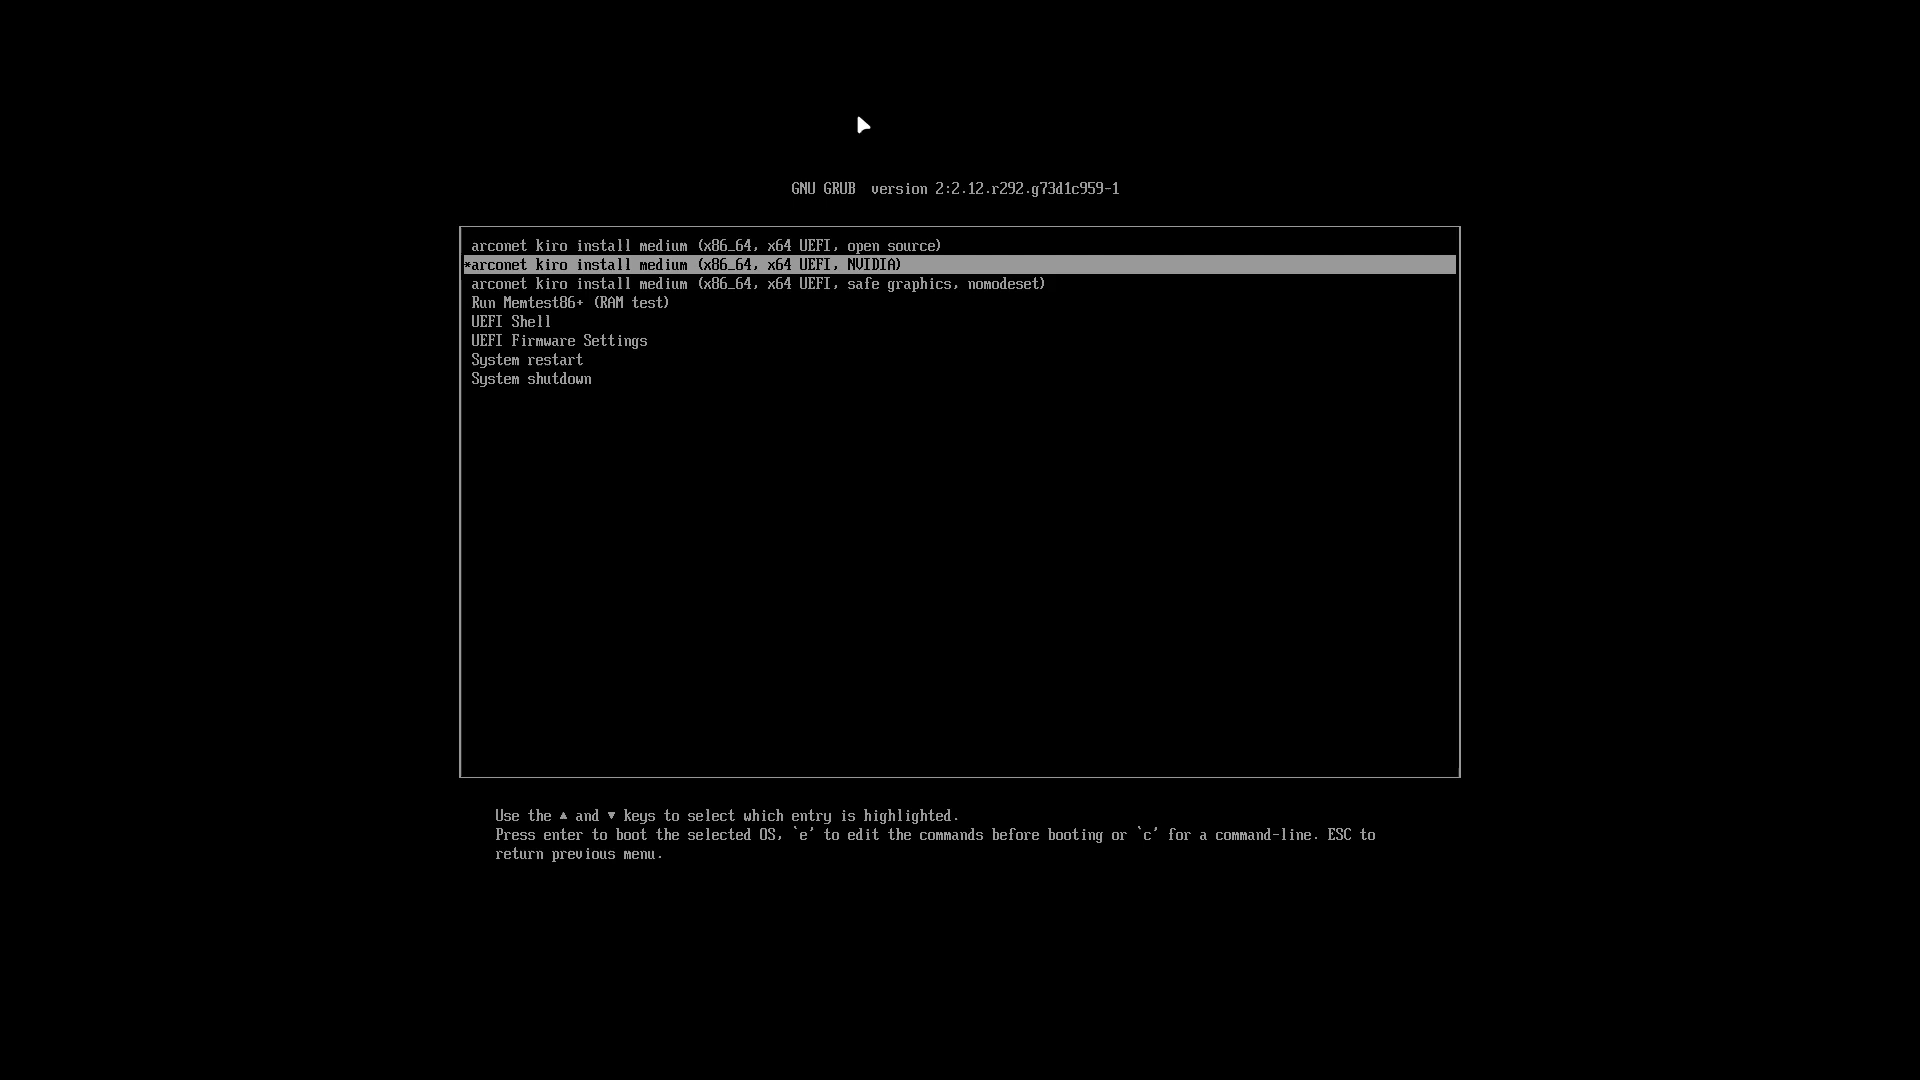 GNU GRUB  version 2:2.12.r292.g73d1c959-1
arconet kiro install medium (x86_64, x64 UEFI, open source)
*arconet kiro install medium (x86_64, x64 UEFI, NVIDIA)
arconet kiro install medium (x86_64, x64 UEFI, safe graphics, nomodeset)
Run Memtest86+ (RAM test)
UEFI Shell
UEFI Firmware Settings
System restart
System shutdown
Use the ▲ and ▼ keys to select which entry is highlighted.
Press enter to boot the selected OS, `e' to edit the commands before booting or `c' for a command-line. ESC to
return previous menu.